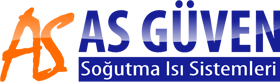 AS AS GÜVEN
Soğutma Isı Sistemleri